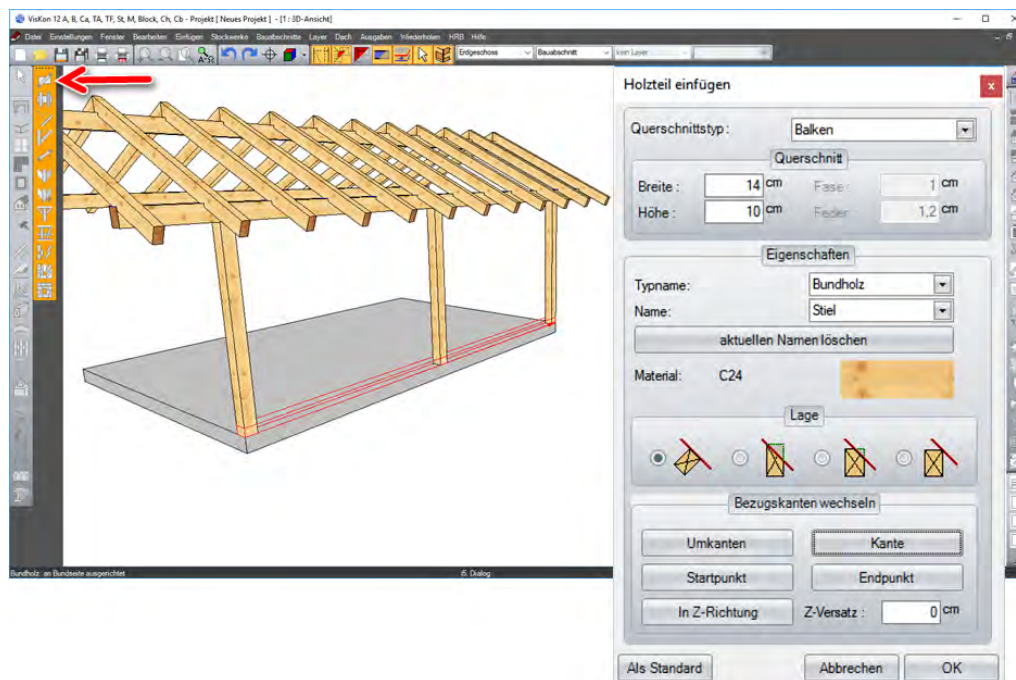 VisKon 12 A, B, Ca, TA, TF, St, M, Block, Ch, Cb - Projekt [ Neues Projekt ] - [1 : 3D-Ansicht]
Datei Einstellungen Fenster Bearbeiten Einfügen Stockwerke Bauabschnitte Layer Dach Ausgaben Wiederholen HRB Hilfe
Erdgeschoss Bauabschnitt kein Layer
Holzteil einfügen
Querschnittstyp: Balken
Querschnitt
Breite : 14 cm Fase : 1 cm
Höhe : 10 cm Feder : 1,2 cm
Eigenschaften
Typname: Bundholz
Name: Stiel
aktuellen Namen löschen
Material: C24
Lage
Bezugskanten wechseln
Umkanten Kante
Startpunkt Endpunkt
In Z-Richtung Z-Versatz : 0 cm
Bundholz an Bundseite ausgerichtet
Dialog
Als Standard Abbrechen OK